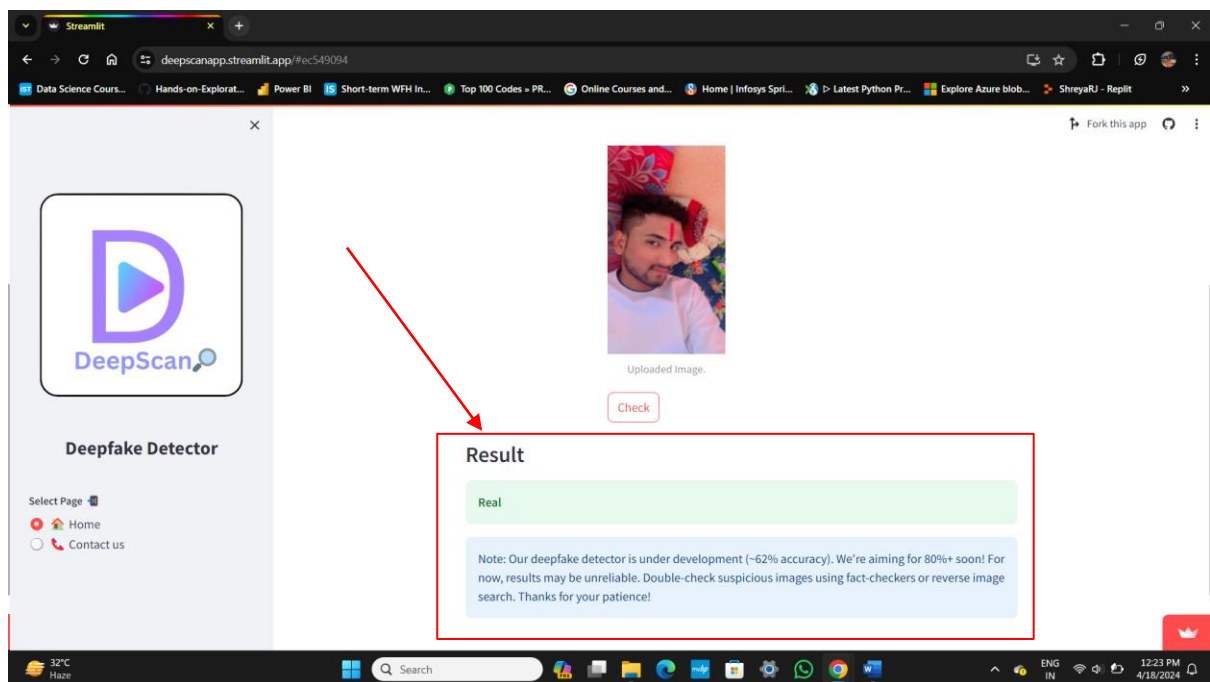 Streamlit
deepscanapp.streamlit.app/#ec549094
Data Science Cours... Hands-on-Explorat... Power BI Short-term WFH In... Top 100 Codes » PR... Online Courses and... Home | Infosys Spri... ▷ Latest Python Pr... Explore Azure blob... ShreyaRJ - Replit »
Fork this app
DeepScan
Deepfake Detector
Select Page
Home
Contact us
Uploaded Image.
Check
Result
Real
Note: Our deepfake detector is under development (~62% accuracy). We're aiming for 80%+ soon! For
now, results may be unreliable. Double-check suspicious images using fact-checkers or reverse image
search. Thanks for your patience!
32°C
Haze
Search
ENG
IN
12:23 PM
4/18/2024